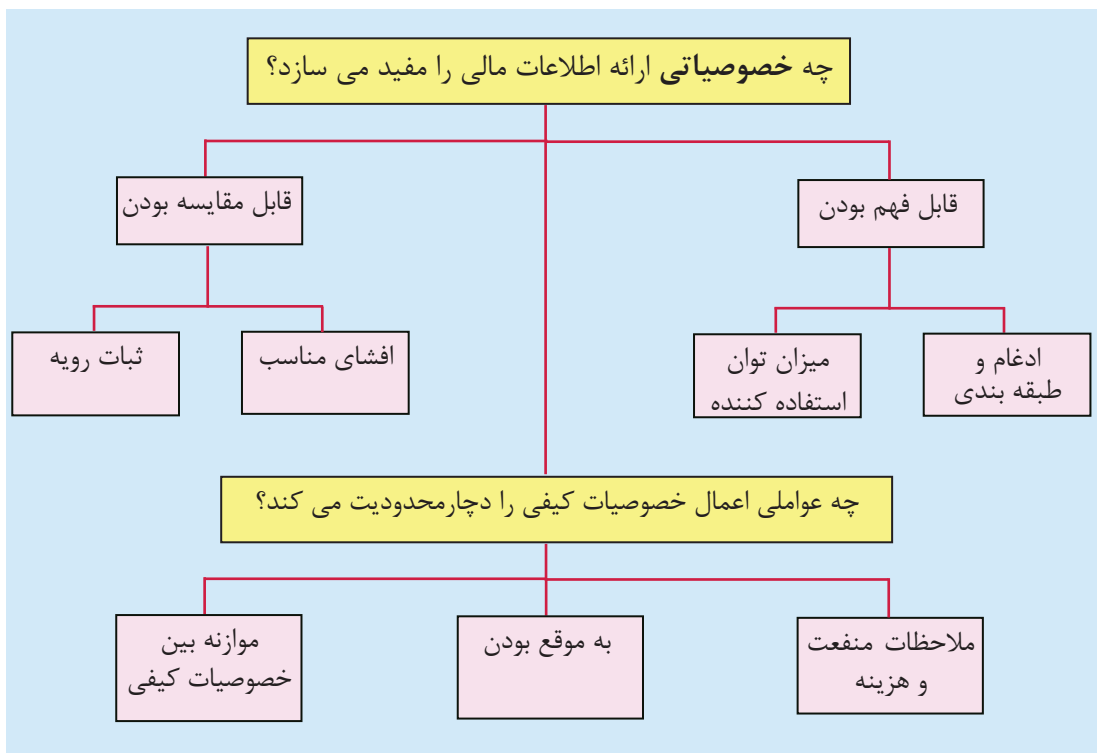 چه خصوصیاتی ارائه اطلاعات مالی را مفید می سازد؟
قابل فهم بودن
قابل مقایسه بودن
ادغام و
طبقه بندی
میزان توان
استفاده کننده
افشای مناسب
ثبات رویه
چه عواملی اعمال خصوصیات کیفی را دچارمحدودیت می کند؟
ملاحظات منفعت
و هزینه
به موقع بودن
موازنه بین
خصوصیات کیفی